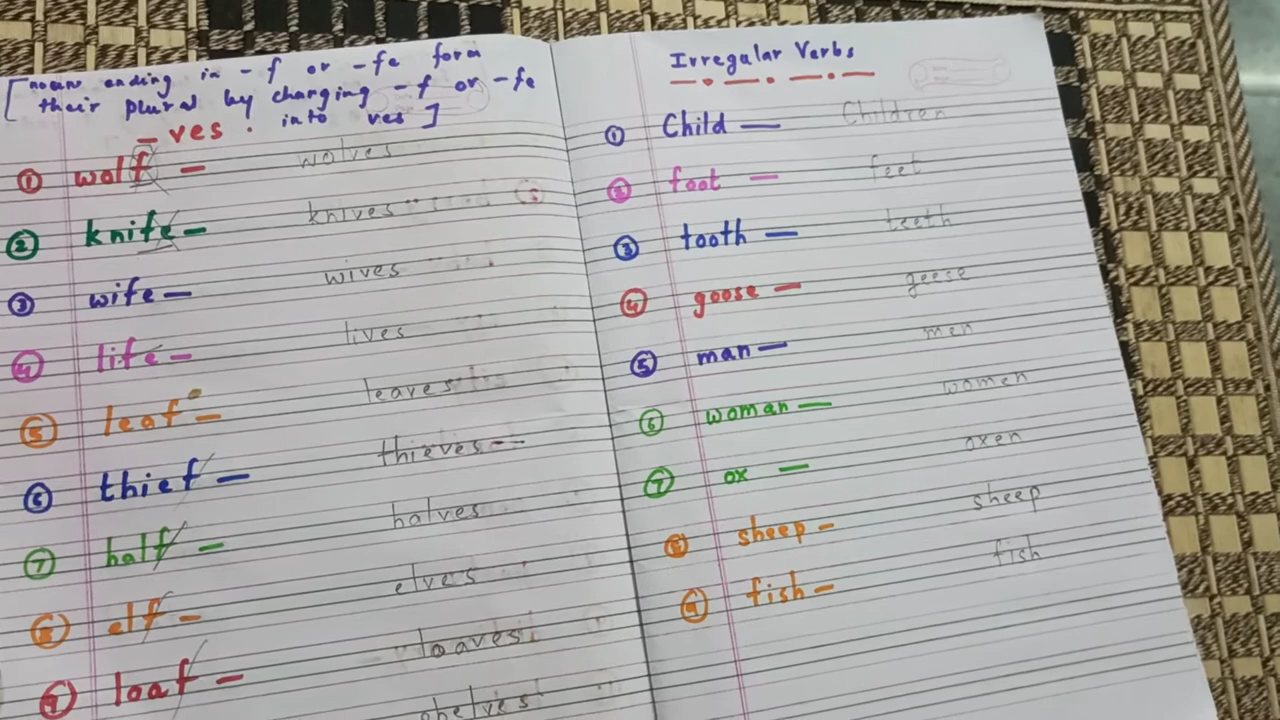 [noun ending in -f or -fe form
their plural by changing -f or -fe
into ves]
-ves.
① wolf - wolves
② knife - knives
③ wife - wives
④ life - lives
⑤ leaf - leaves
⑥ thief - thieves
⑦ half - halves
⑧ elf - elves
⑨ loaf - loaves
shelves
Irregular Verbs
① Child - Children
② foot - feet
③ tooth - teeth
④ goose - geese
⑤ man - men
⑥ woman - women
⑦ ox - oxen
⑧ sheep - sheep
⑨ fish - fish